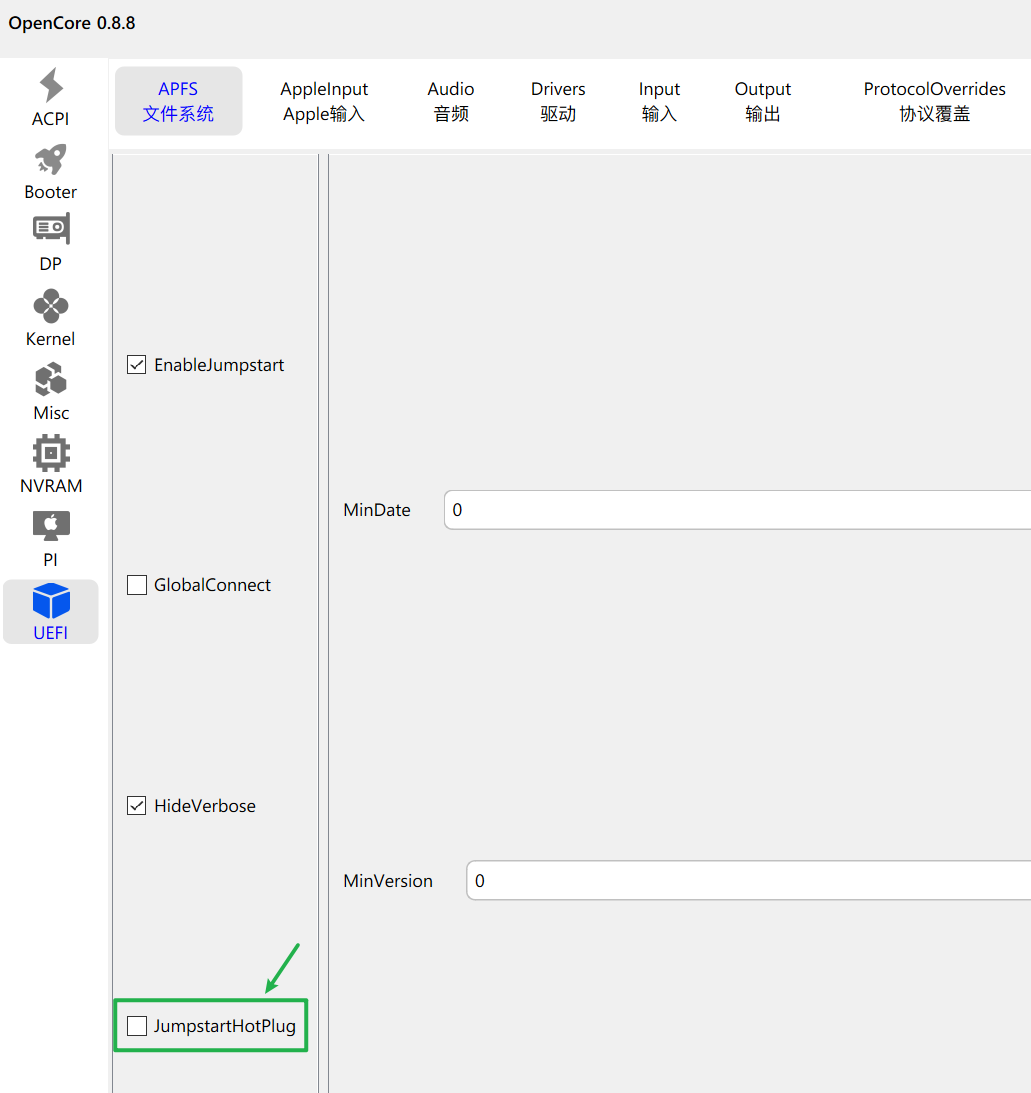 OpenCore 0.8.8
ACPI
Booter
DP
Kernel
Misc
NVRAM
PI
UEFI
APFS
文件系统
AppleInput
Apple输入
Audio
音频
Drivers
驱动
Input
输入
Output
输出
ProtocolOverrides
协议覆盖
EnableJumpstart
GlobalConnect
HideVerbose
JumpstartHotPlug
MinDate 0
MinVersion 0